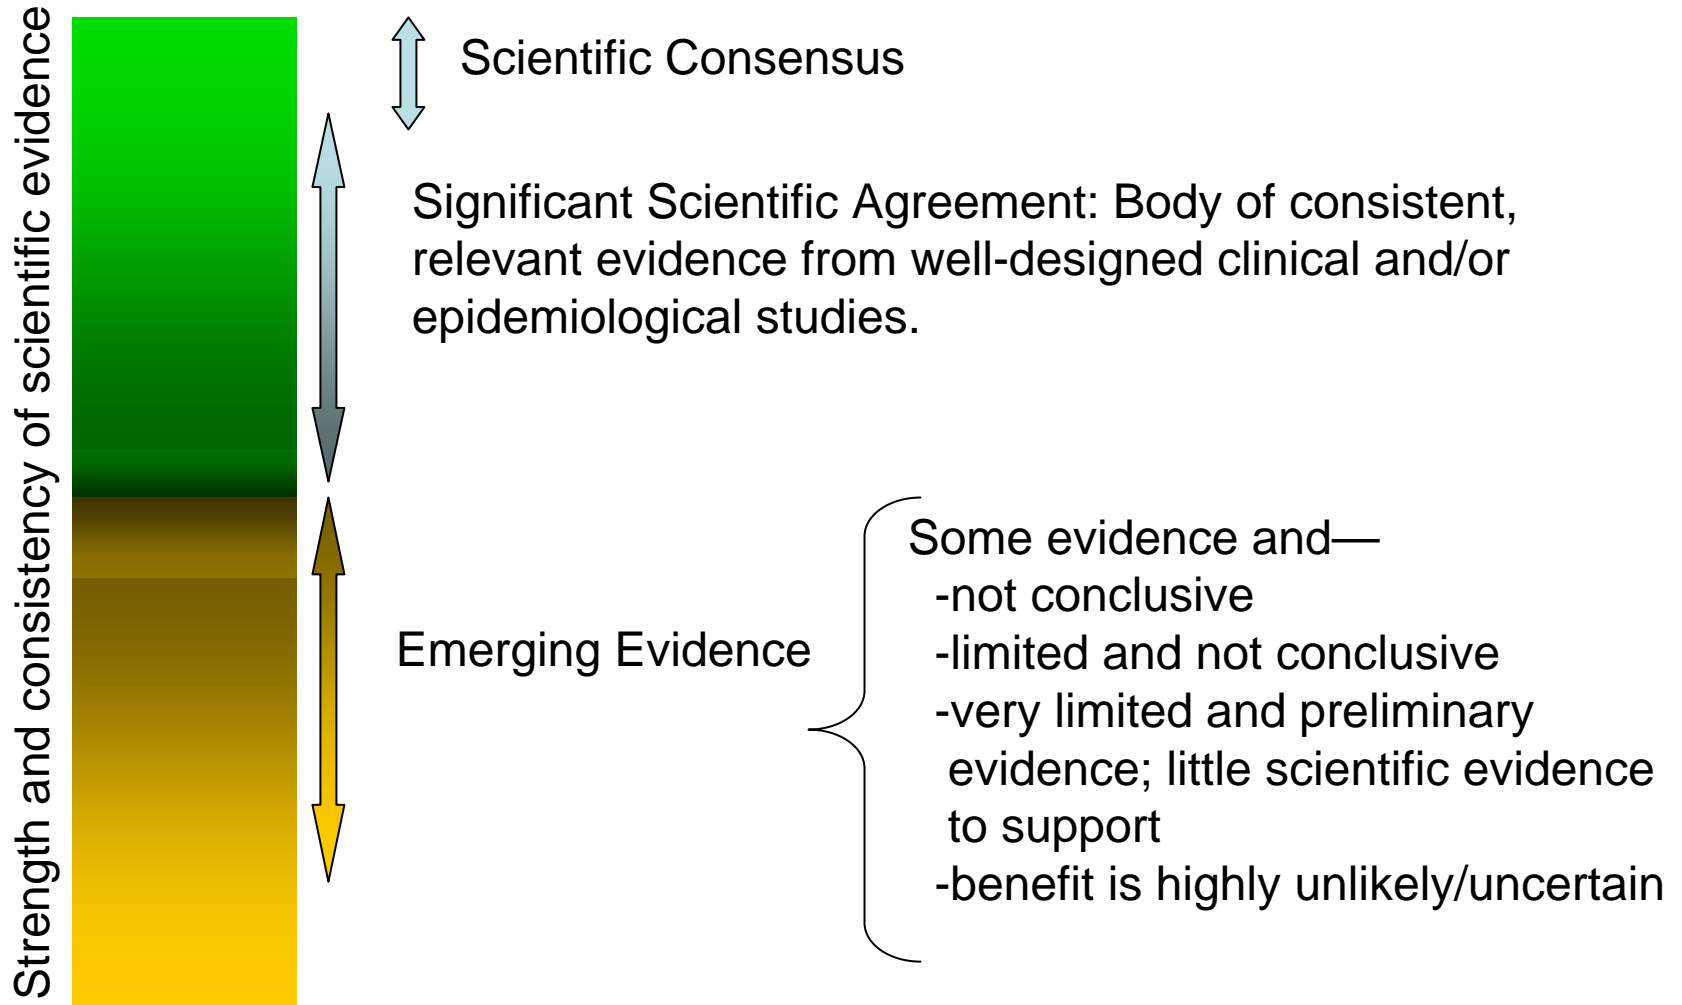 Strength and consistency of scientific evidence
Scientific Consensus
Significant Scientific Agreement: Body of consistent,
relevant evidence from well-designed clinical and/or
epidemiological studies.
Emerging Evidence
Some evidence and—
-not conclusive
-limited and not conclusive
-very limited and preliminary
evidence; little scientific evidence
to support
-benefit is highly unlikely/uncertain